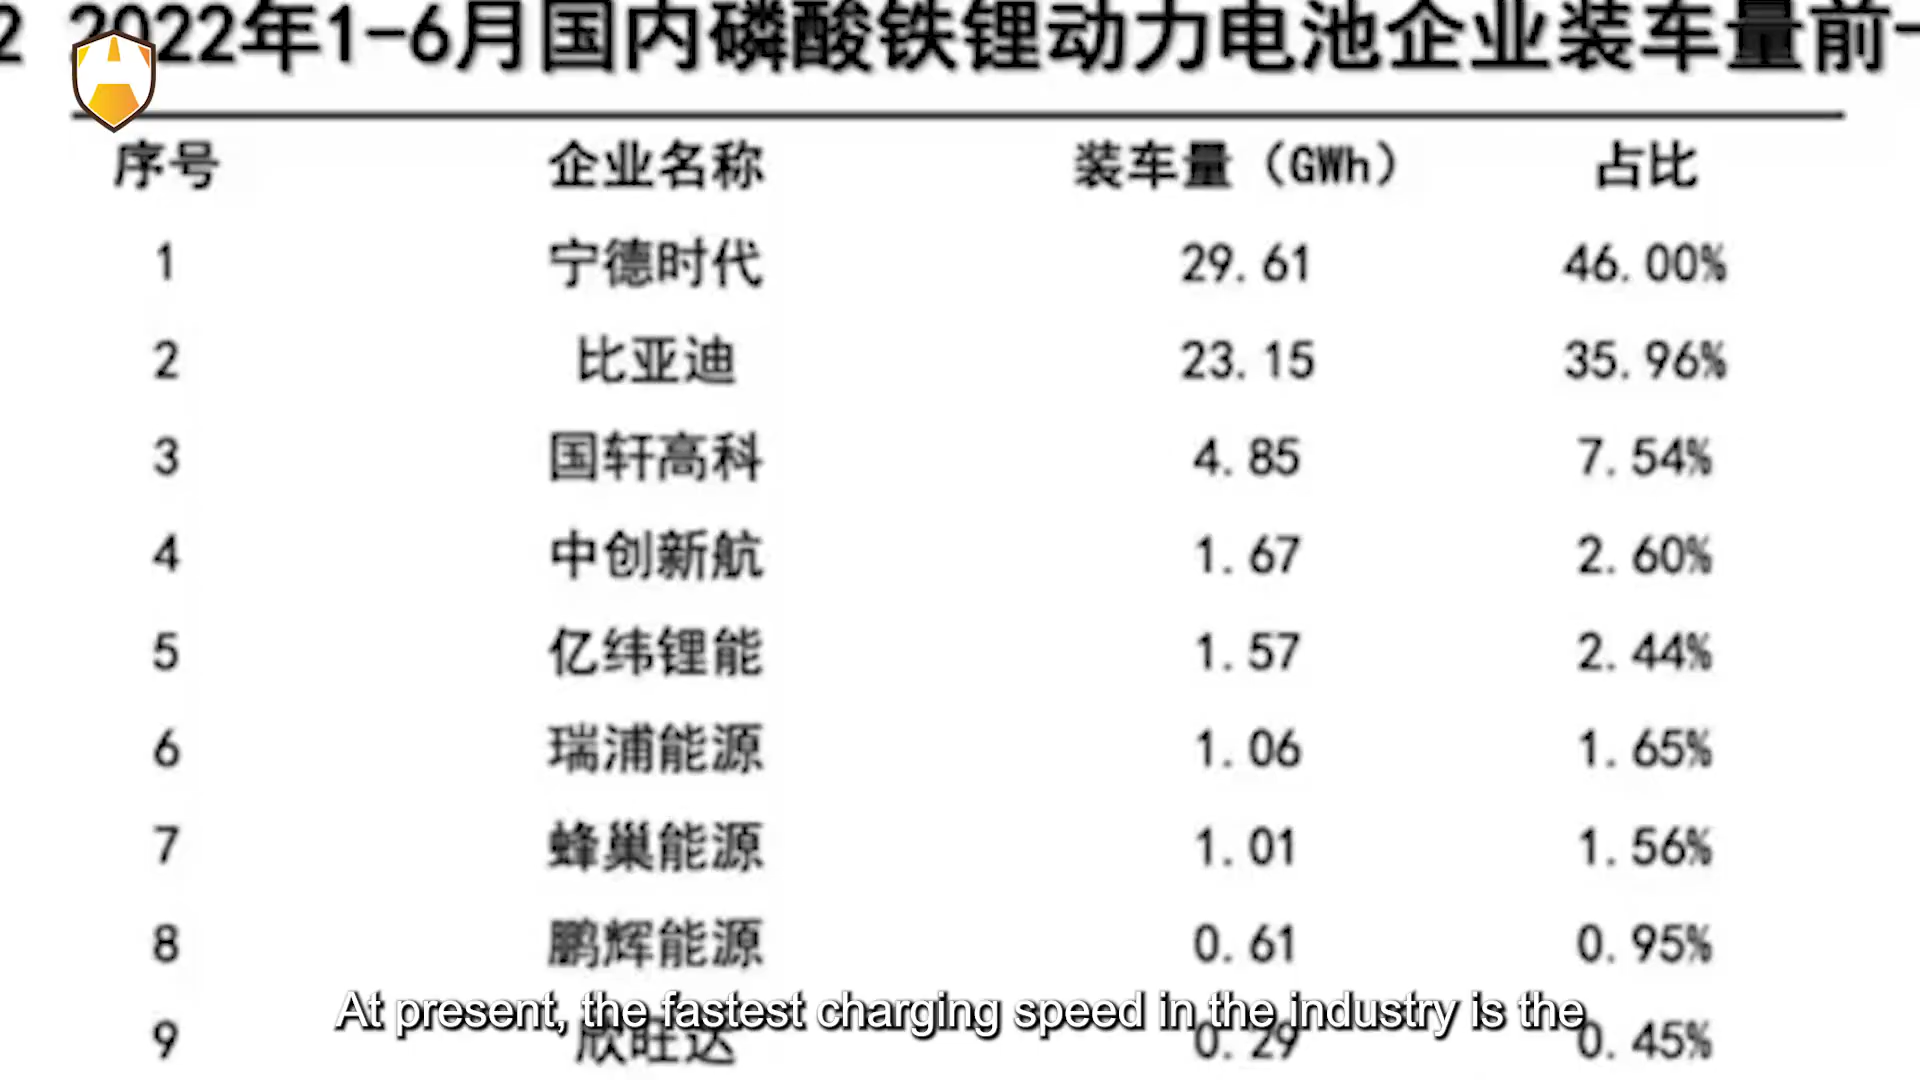 2 2022年1-6月国内磷酸铁锂动力电池企业装车量前
序号 企业名称 装车量（GWh） 占比
1 宁德时代 29.61 46.00%
2 比亚迪 23.15 35.96%
3 国轩高科 4.85 7.54%
4 中创新航 1.67 2.60%
5 亿纬锂能 1.57 2.44%
6 瑞浦能源 1.06 1.65%
7 蜂巢能源 1.01 1.56%
8 鹏辉能源 0.61 0.95%
At present, the fastest charging speed in the industry is the
9 欣旺达 0.29 0.45%